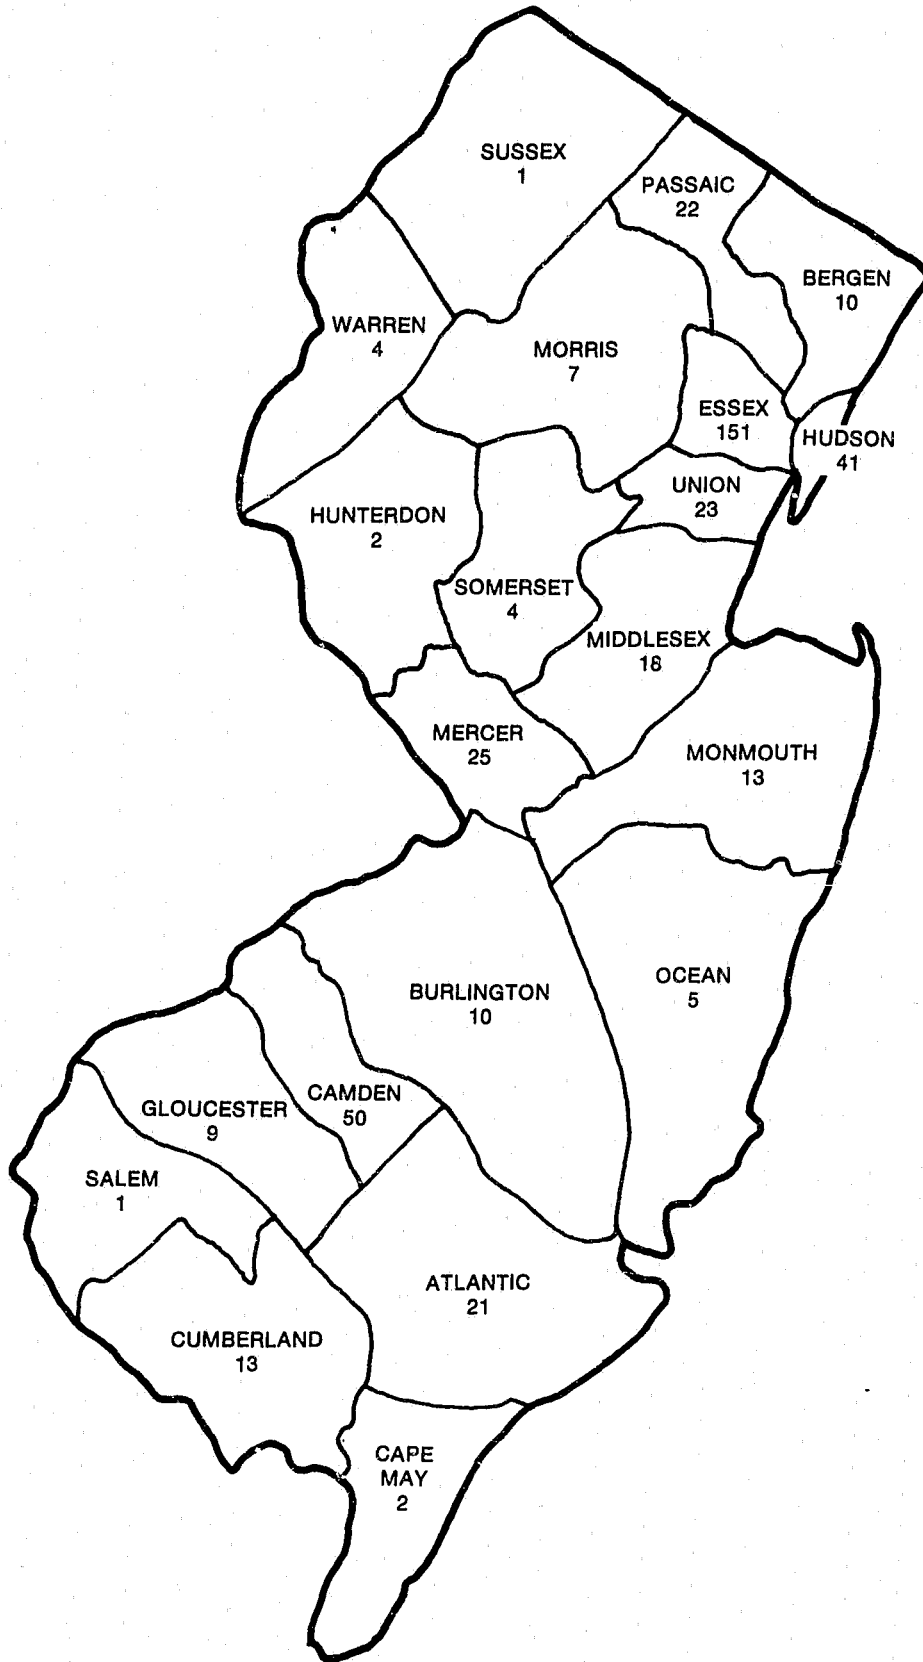 SUSSEX
1
PASSAIC
22
BERGEN
10
WARREN
4
MORRIS
7
ESSEX
151
HUDSON
41
UNION
23
HUNTERDON
2
SOMERSET
4
MIDDLESEX
18
MERCER
25
MONMOUTH
13
OCEAN
5
BURLINGTON
10
CAMDEN
50
GLOUCESTER
9
SALEM
1
ATLANTIC
21
CUMBERLAND
13
CAPE
MAY
2